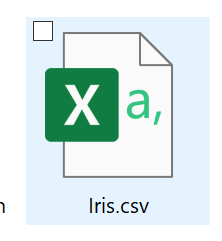 X a,
n Iris.csv